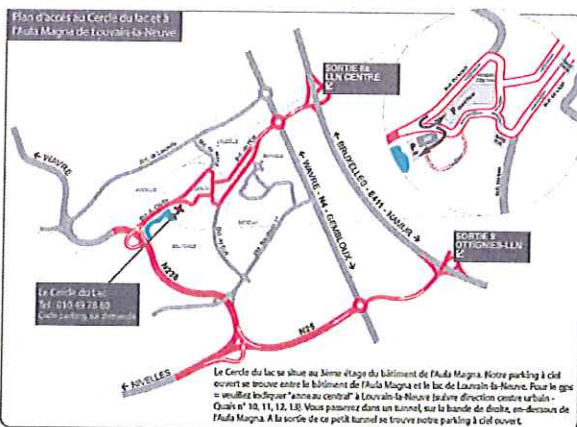 Plan d'accès au Cercle du lac et à
l'Aula Magna de Louvain-la-Neuve
SORTIE 8a
LLN CENTRE
← WAVRE
← WAVRE - N4 - GEMBLOUX →
← BRUXELLES - E411 - NAMUR →
SORTIE 9
OTTIGNIES-LLN
Le Cercle du Lac
Tel : 010 49 78 60
Code parking sur demande
N238
N25
← NIVELLES
P
P
Le Cercle du lac se situe au 3ème étage du bâtiment de l'Aula Magna. Notre parking à ciel
ouvert se trouve entre le bâtiment de l'Aula Magna et le lac de Louvain-la-Neuve. Pour le gps
= veuillez indiquer "anneau central" à Louvain-la-Neuve (suivre direction centre urbain -
Quais n° 10, 11, 12, 13). Vous passerez dans un tunnel, sur la bande de droite, en-dessous de
l'Aula Magna. A la sortie de ce petit tunnel se trouve notre parking à ciel ouvert.